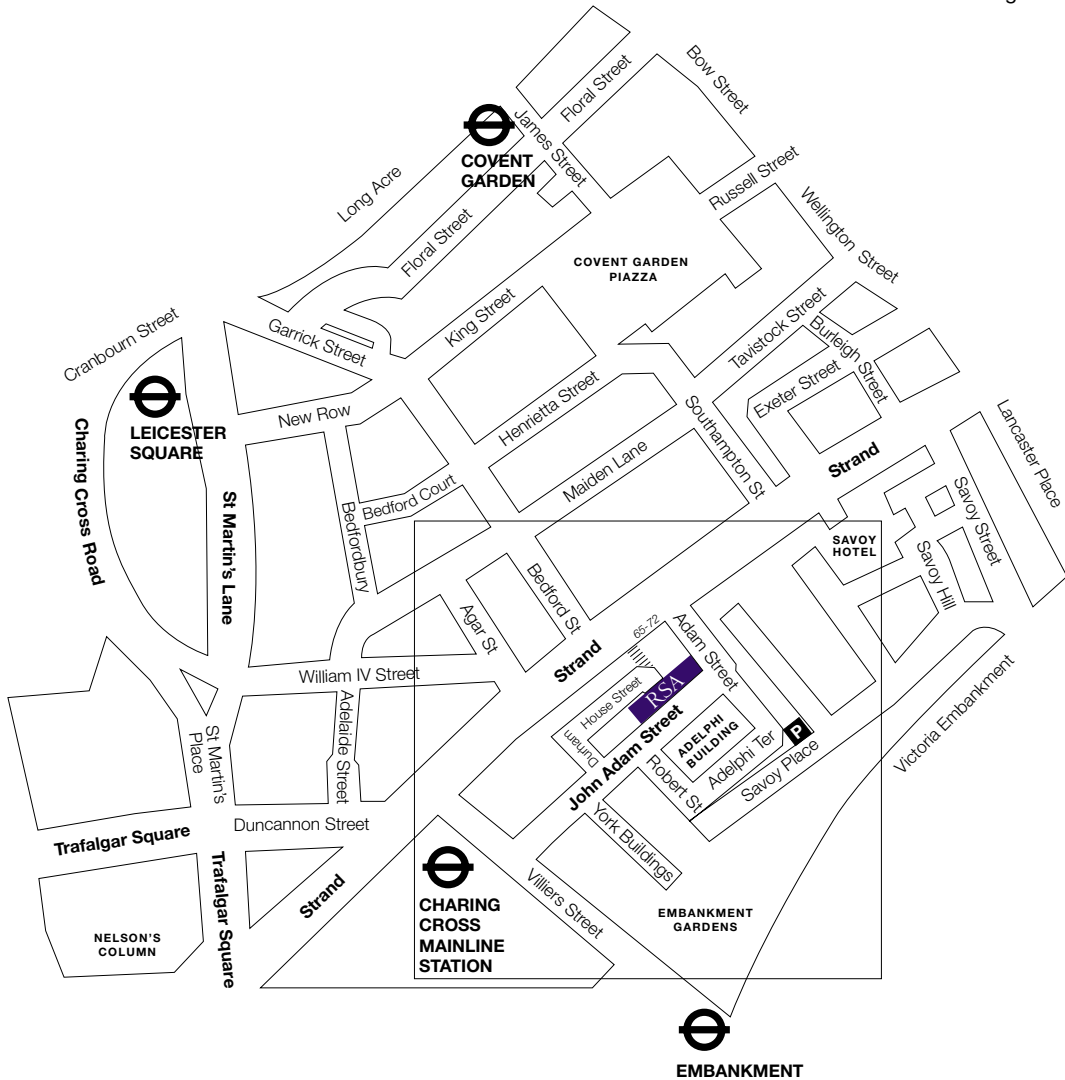 Floral Street
Bow Street
James Street
COVENT
GARDEN
Long Acre
Russell Street
Floral Street
Wellington Street
COVENT GARDEN
PIAZZA
Cranbourn Street
Garrick Street
King Street
Tavistock Street
Burleigh Street
Exeter Street
New Row
Henrietta Street
Southampton St
LEICESTER
SQUARE
Charing Cross Road
St Martin's Lane
Bedfordbury
Bedford Court
Maiden Lane
Strand
Lancaster Place
Savoy Street
SAVOY
HOTEL
Savoy Hill
Bedford St
Agar St
Strand
65-72
Adam Street
William IV Street
RSA
House Street
Durham
John Adam Street
ADELPHI
BUILDING
Adelphi Ter
P
Robert St
Savoy Place
Victoria Embankment
St Martin's
Place
Adelaide Street
Duncannon Street
Trafalgar Square
Trafalgar Square
Strand
York Buildings
Villiers Street
CHARING
CROSS
MAINLINE
STATION
EMBANKMENT
GARDENS
NELSON'S
COLUMN
EMBANKMENT